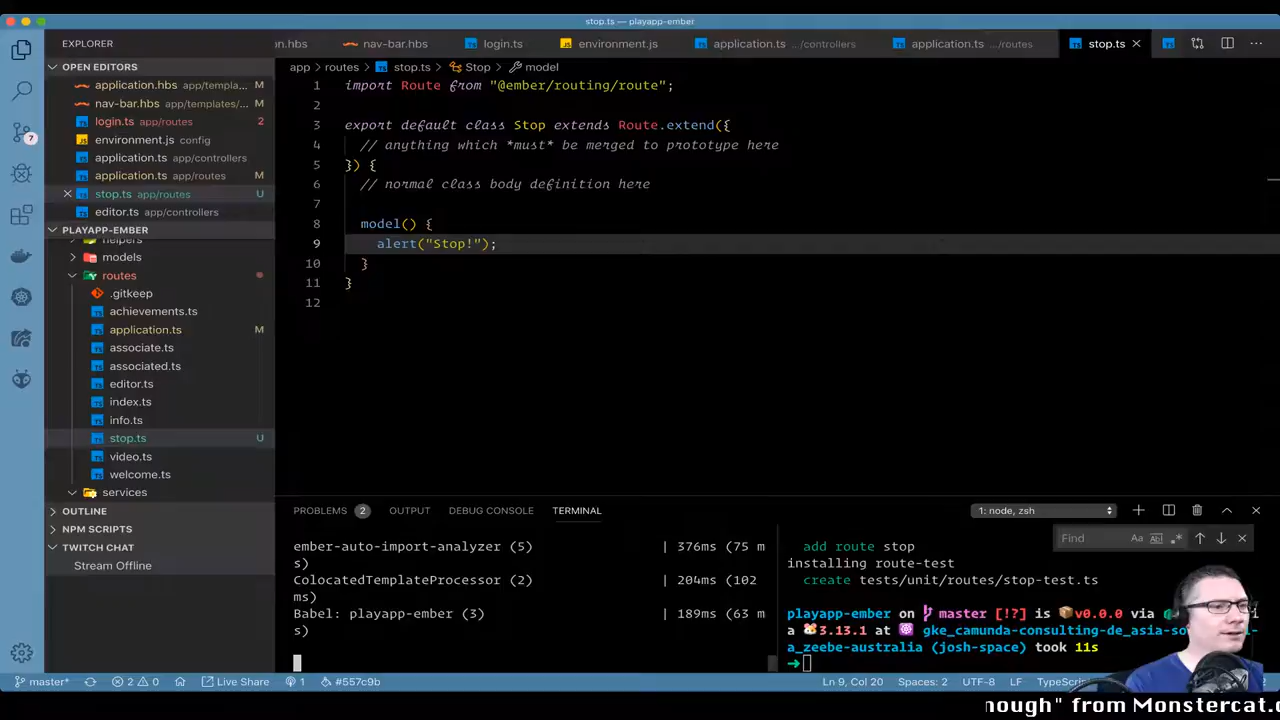 stop.ts — playapp-ember
EXPLORER
on.hbs
nav-bar.hbs
login.ts
environment.js
application.ts .../controllers
application.ts .../routes
stop.ts
OPEN EDITORS
application.hbs app/templa... M
nav-bar.hbs app/templates/... M
login.ts app/routes 2
environment.js config
application.ts app/controllers
application.ts app/routes M
stop.ts app/routes U
editor.ts app/controllers
PLAYAPP-EMBER
helpers
models
routes
.gitkeep
achievements.ts
application.ts M
associate.ts
associated.ts
editor.ts
index.ts
info.ts
stop.ts U
video.ts
welcome.ts
services
OUTLINE
NPM SCRIPTS
TWITCH CHAT
Stream Offline
7
app > routes > stop.ts > Stop > model
1 import Route from "@ember/routing/route";
2
3 export default class Stop extends Route.extend({
4 // anything which *must* be merged to prototype here
5 }) {
6 // normal class body definition here
7
8 model() {
9 alert("Stop!");
10 }
11 }
12
PROBLEMS 2 OUTPUT DEBUG CONSOLE TERMINAL
1: node, zsh
ember-auto-import-analyzer (5) | 376ms (75 m
s)
ColocatedTemplateProcessor (2) | 204ms (102
ms)
Babel: playapp-ember (3) | 189ms (63 m
s)
Find Aa Abl .*
add route stop
installing route-test
create tests/unit/routes/stop-test.ts
playapp-ember on master [!?] is v0.0.0 via
a 3.13.1 at gke_camunda-consulting-de_asia-so
a_zeebe-australia (josh-space) took 11s
master* 2 0 Live Share 1 #557c9b
Ln 9, Col 20 Spaces: 2 UTF-8 LF TypeScrip
nough" from Monstercat.c